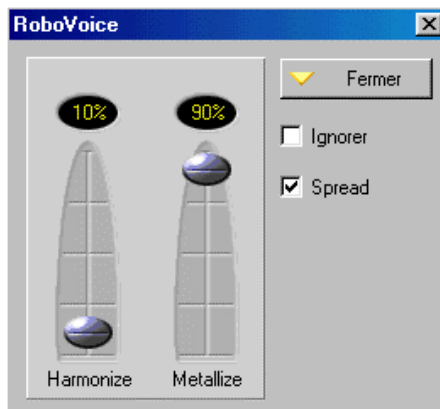 RoboVoice
Fermer
10% 90%
Ignorer
Spread
Harmonize Metallize